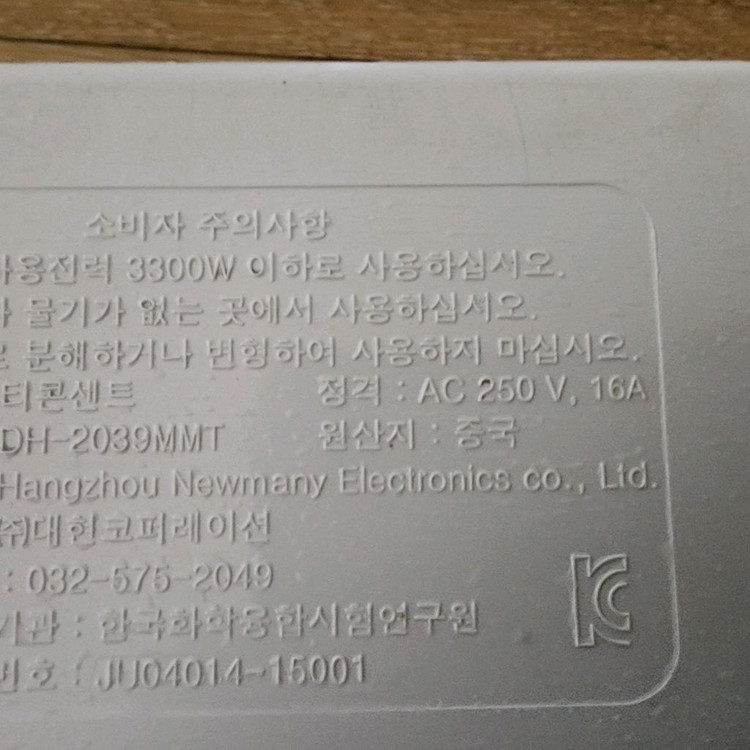 소비자 주의사항
사용전력 3300W 이하로 사용하십시오.
물기가 없는 곳에서 사용하십시오.
로 분해하거나 변형하여 사용하지 마십시오.
티콘센트 정격 : AC 250 V, 16A
DH-2039MMT 원산지 : 중국
Hangzhou Newmany Electronics co., Ltd.
(주)대현코퍼레이션
: 032-575-2049
기관 : 한국화학융합시험연구원
번호 : JU04014-15001
KC